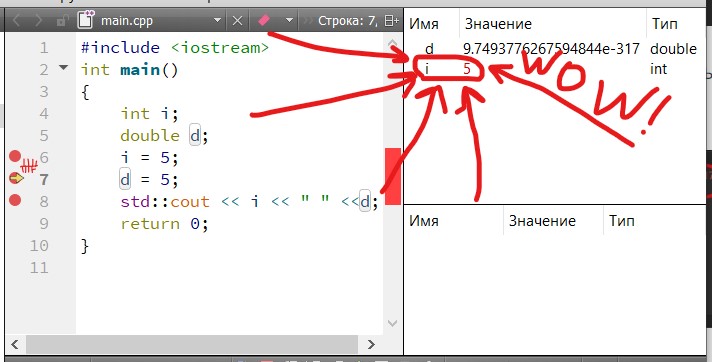 main.cpp
Строка: 7,
1 #include <iostream>
2 int main()
3 {
4 int i;
5 double d;
6 i = 5;
7 d = 5;
8 std::cout << i << " " <<d;
9 return 0;
10 }
11
Имя Значение Тип
d 9.7493776267594844e-317 double
i 5 int
WOW!
Имя Значение Тип